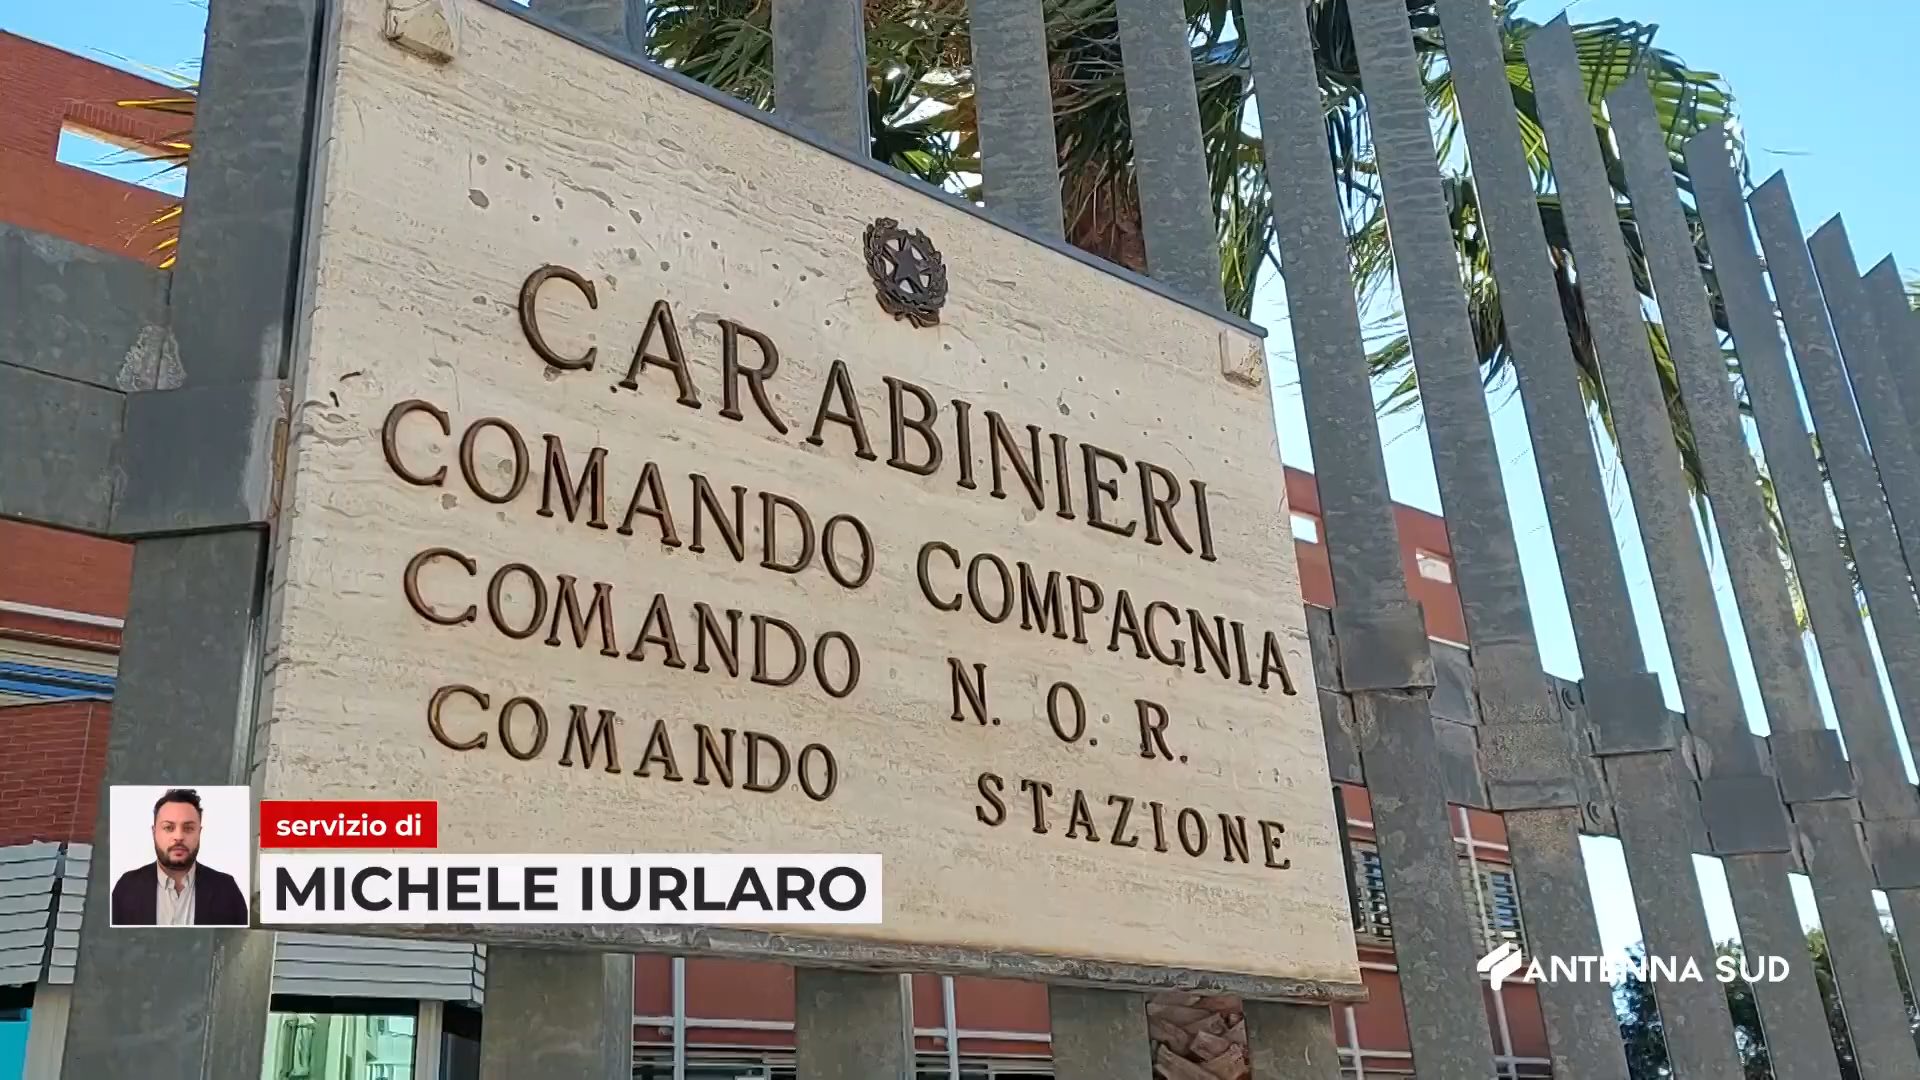 CARABINIERI
COMANDO COMPAGNIA
COMANDO N. O. R.
COMANDO STAZIONE
servizio di
MICHELE IURLARO
ANTENNA SUD